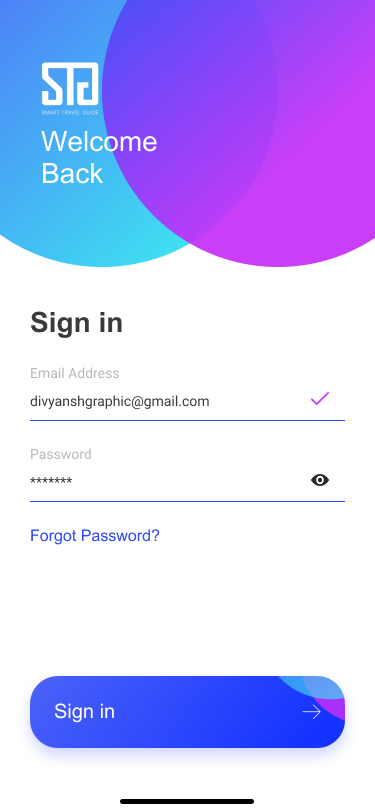 STG
SMART TRAVEL GUIDE
Welcome
Back
Sign in
Email Address
divyanshgraphic@gmail.com
Password
*******
Forgot Password?
Sign in